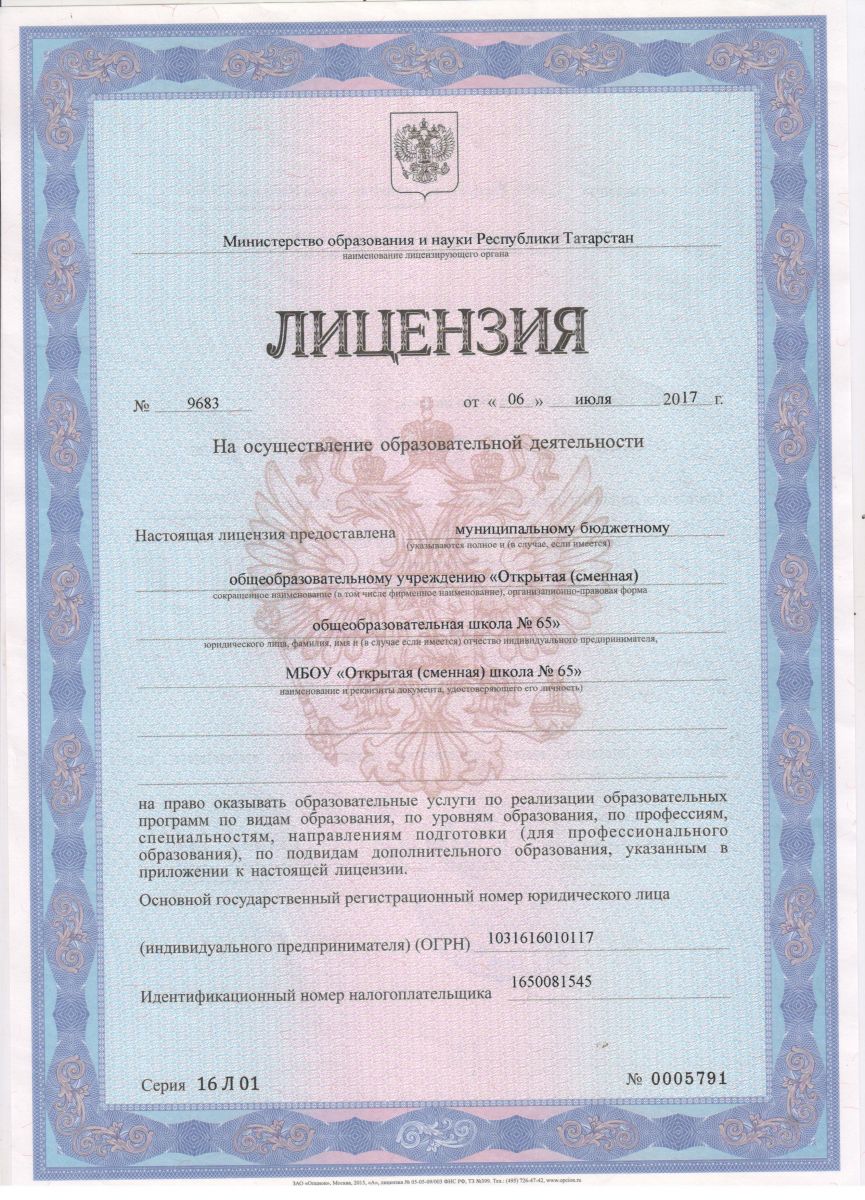 Министерство образования и науки Республики Татарстан
наименование лицензирующего органа
ЛИЦЕНЗИЯ
№ 9683 от « 06 » июля 2017 г.
На осуществление образовательной деятельности
Настоящая лицензия предоставлена муниципальному бюджетному
(указываются полное и (в случае, если имеется)
общеобразовательному учреждению «Открытая (сменная)
сокращенное наименование (в том числе фирменное наименование), организационно-правовая форма
общеобразовательная школа № 65»
юридического лица, фамилия, имя и (в случае если имеется) отчество индивидуального предпринимателя,
МБОУ «Открытая (сменная) школа № 65»
наименование и реквизиты документа, удостоверяющего его личность)
на право оказывать образовательные услуги по реализации образовательных
программ по видам образования, по уровням образования, по профессиям,
специальностям, направлениям подготовки (для профессионального
образования), по подвидам дополнительного образования, указанным в
приложении к настоящей лицензии.
Основной государственный регистрационный номер юридического лица
(индивидуального предпринимателя) (ОГРН) 1031616010117
Идентификационный номер налогоплательщика 1650081545
Серия 16 Л 01 № 0005791
ЗАО «Опцион», Москва, 2015, «А», лицензия № 05-05-09/003 ФНС РФ, ТЗ №399. Тел.: (495) 726-47-42, www.opcion.ru